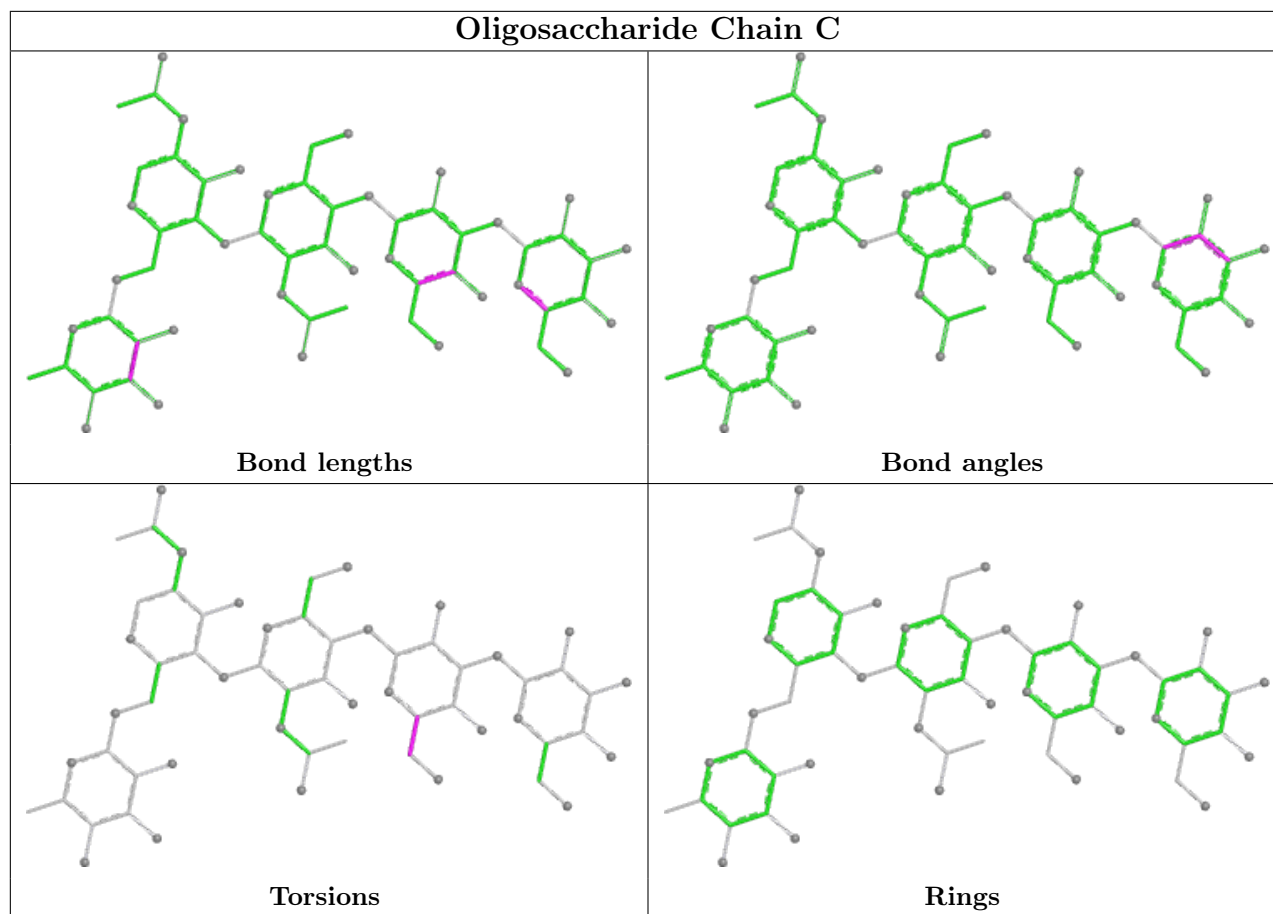 Oligosaccharide Chain C
Bond lengths
Bond angles
Torsions
Rings